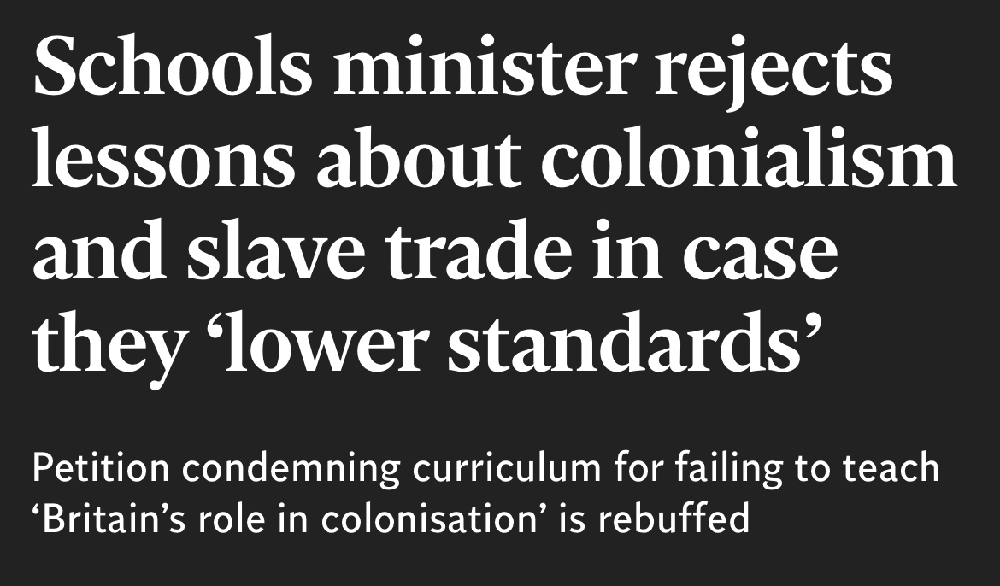 Schools minister rejects
lessons about colonialism
and slave trade in case
they ‘lower standards’
Petition condemning curriculum for failing to teach
‘Britain’s role in colonisation’ is rebuffed